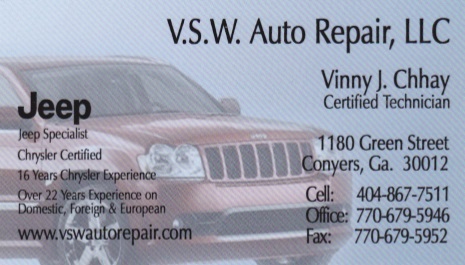 V.S.W. Auto Repair, LLC
Vinny J. Chhay
Certified Technician
Jeep
Jeep Specialist
Chrysler Certified
16 Years Chrysler Experience
Over 22 Years Experience on
Domestic, Foreign & European
www.vswautorepair.com
1180 Green Street
Conyers, Ga. 30012
Cell: 404-867-7511
Office: 770-679-5946
Fax: 770-679-5952